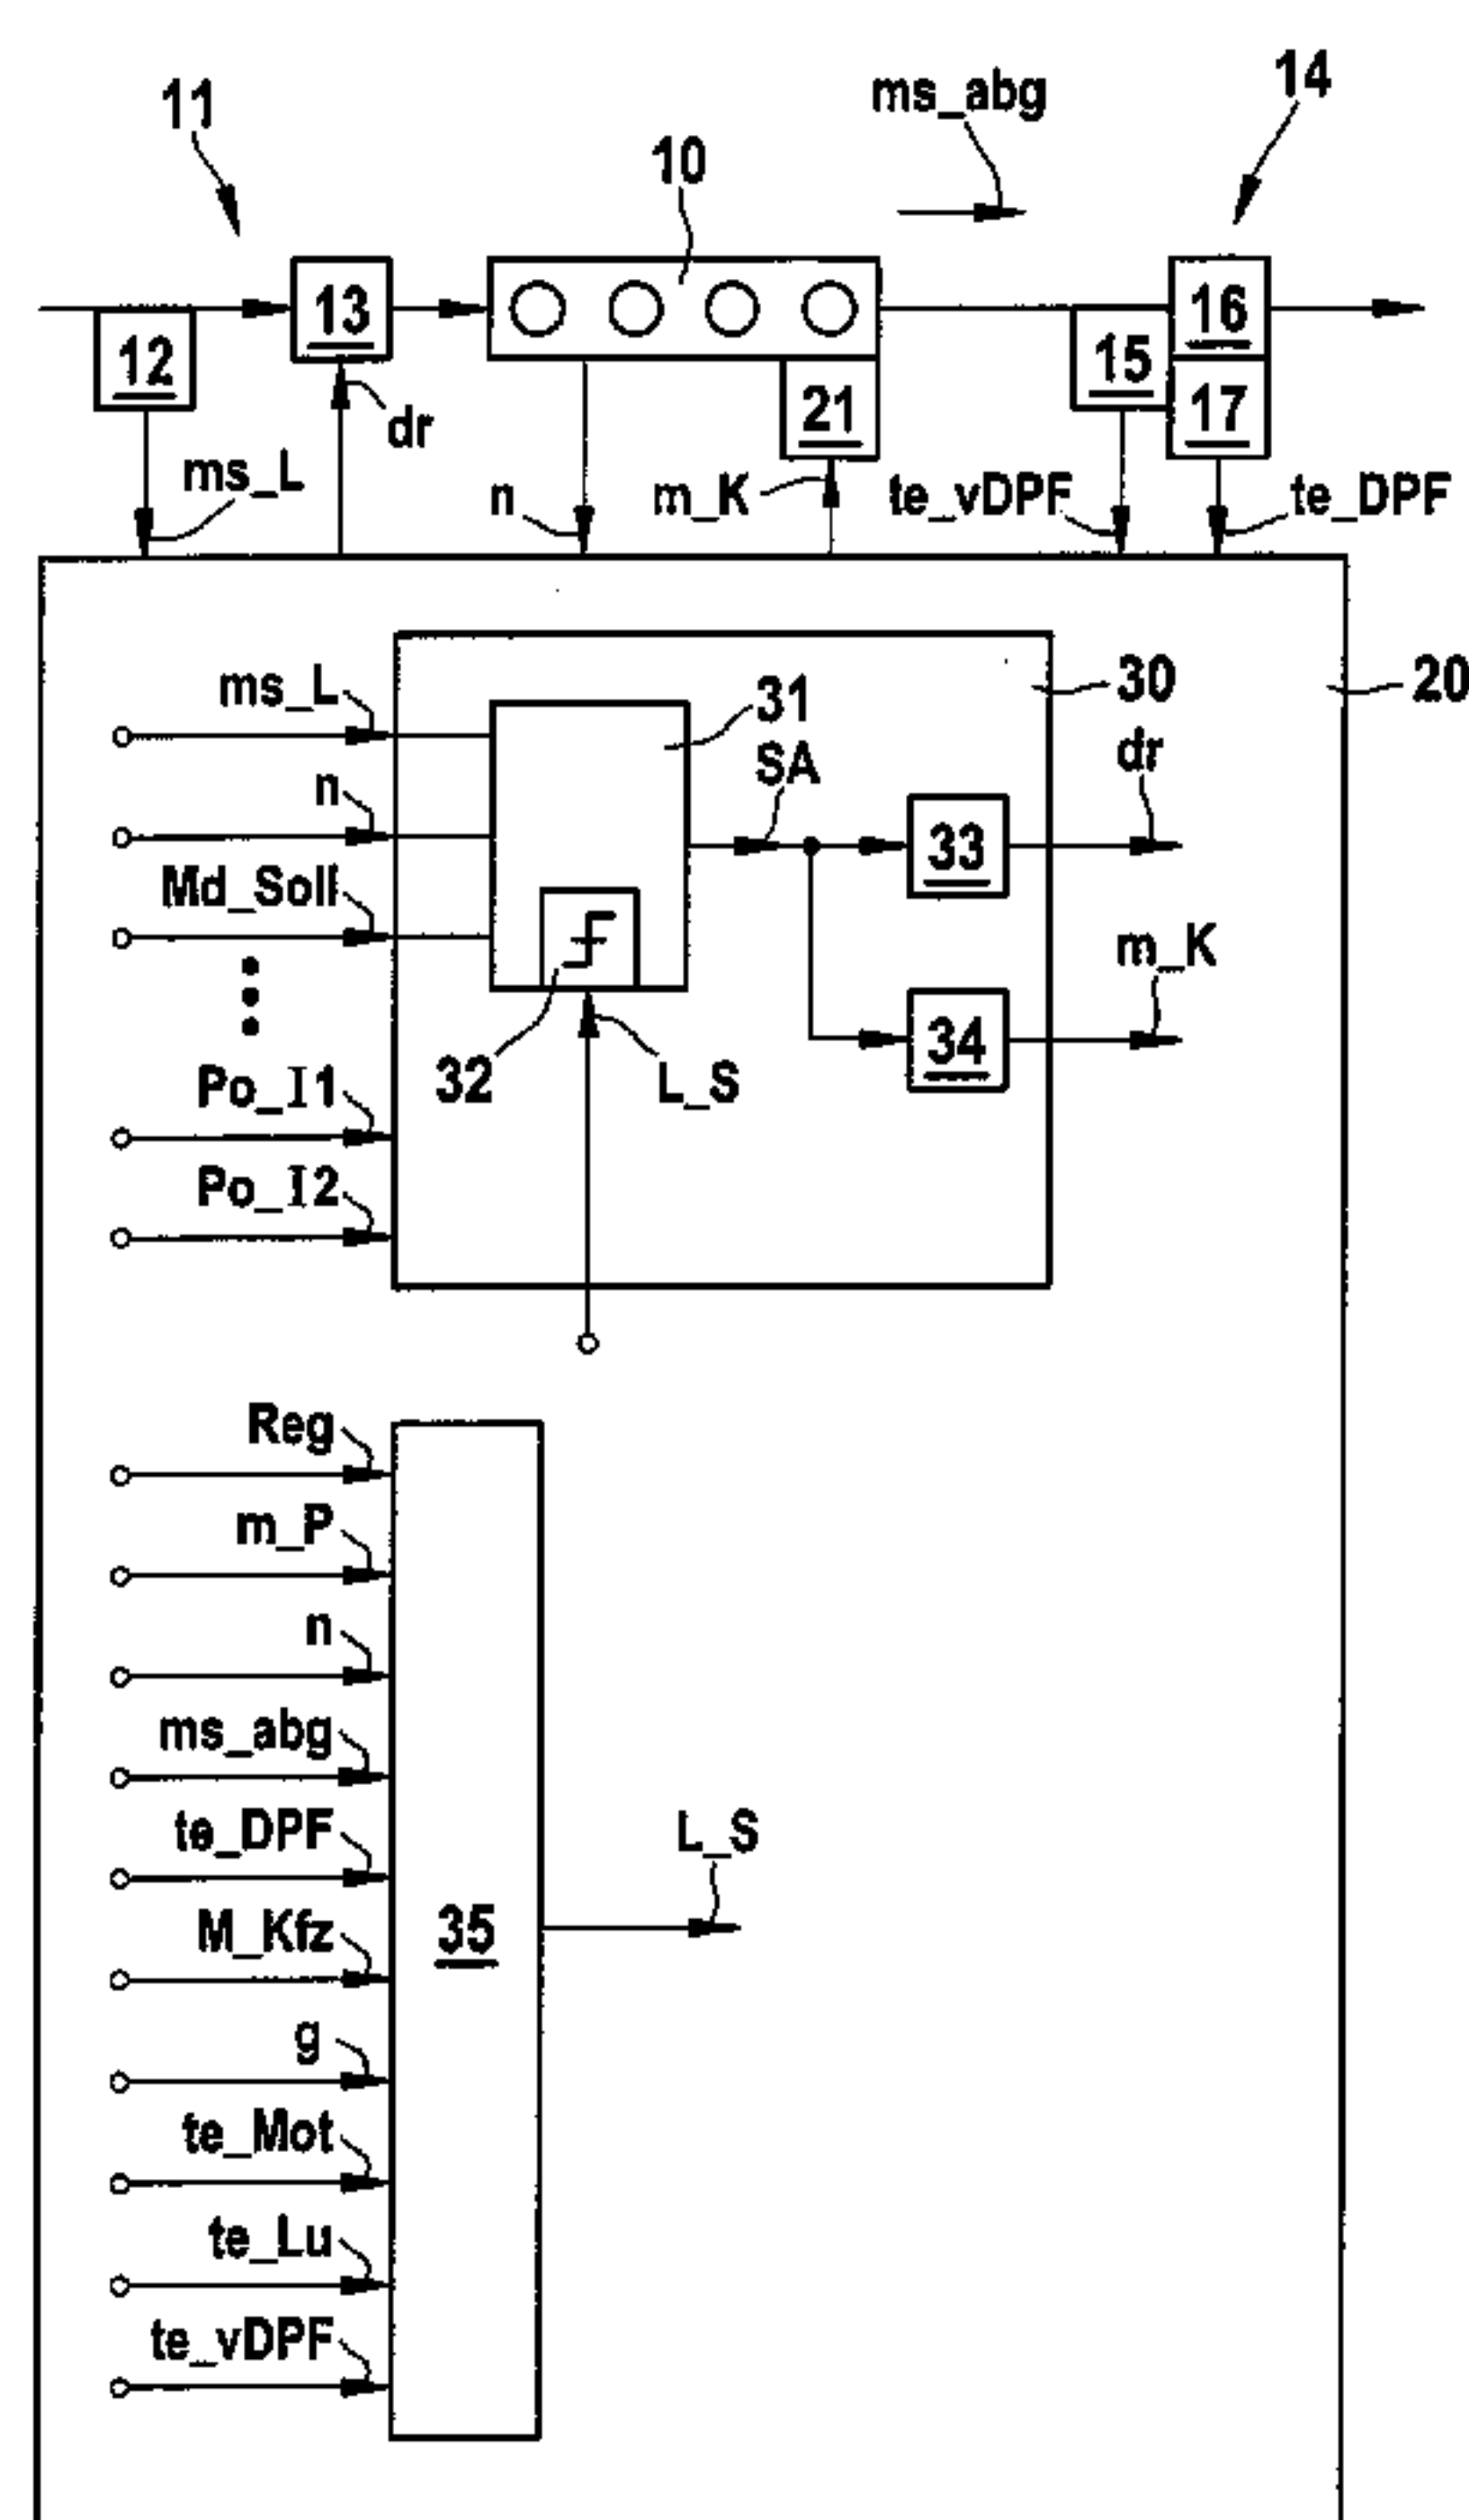 11
10
ms_abg
14
12
13
21
15
16
17
ms_L
dr
n
m_K
te_vDPF
te_DPF
ms_L
31
30
20
n
SA
dr
Md_Soll
33
m_K
32
L_S
34
Po_I1
Po_I2
Reg
m_P
n
ms_abg
te_DPF
L_S
M_Kfz
35
g
te_Mot
te_Lu
te_vDPF